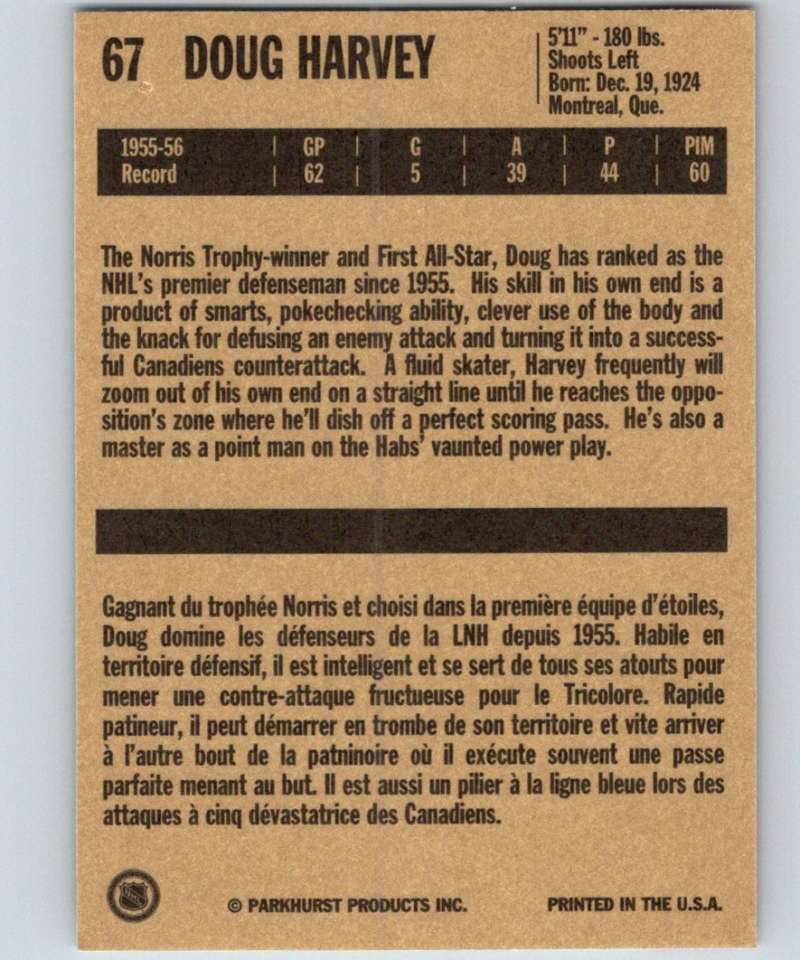 67 DOUG HARVEY
5'11" - 180 lbs.
Shoots Left
Born: Dec. 19, 1924
Montreal, Que.
1955-56 | GP | G | A | P | PIM
Record | 62 | 5 | 39 | 44 | 60
The Norris Trophy-winner and First All-Star, Doug has ranked as the
NHL's premier defenseman since 1955. His skill in his own end is a
product of smarts, pokechecking ability, clever use of the body and
the knack for defusing an enemy attack and turning it into a success-
ful Canadiens counterattack. A fluid skater, Harvey frequently will
zoom out of his own end on a straight line until he reaches the oppo-
sition's zone where he'll dish off a perfect scoring pass. He's also a
master as a point man on the Habs' vaunted power play.
Gagnant du trophée Norris et choisi dans la première équipe d'étoiles,
Doug domine les défenseurs de la LNH depuis 1955. Habile en
territoire défensif, il est intelligent et se sert de tous ses atouts pour
mener une contre-attaque fructueuse pour le Tricolore. Rapide
patineur, il peut démarrer en trombe de son territoire et vite arriver
à l'autre bout de la patninoire où il exécute souvent une passe
parfaite menant au but. Il est aussi un pilier à la ligne bleue lors des
attaques à cinq dévastatrice des Canadiens.
© PARKHURST PRODUCTS INC. PRINTED IN THE U.S.A.